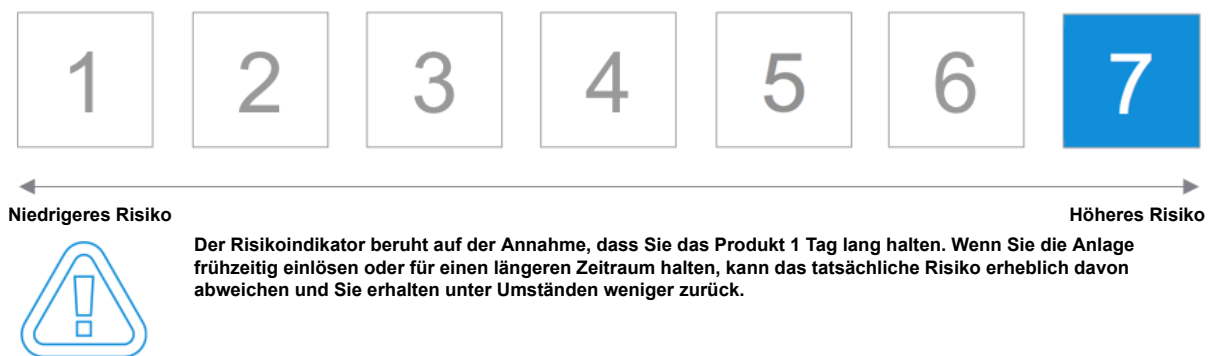 1 2 3 4 5 6 7
Niedrigeres Risiko Höheres Risiko
Der Risikoindikator beruht auf der Annahme, dass Sie das Produkt 1 Tag lang halten. Wenn Sie die Anlage
frühzeitig einlösen oder für einen längeren Zeitraum halten, kann das tatsächliche Risiko erheblich davon
abweichen und Sie erhalten unter Umständen weniger zurück.